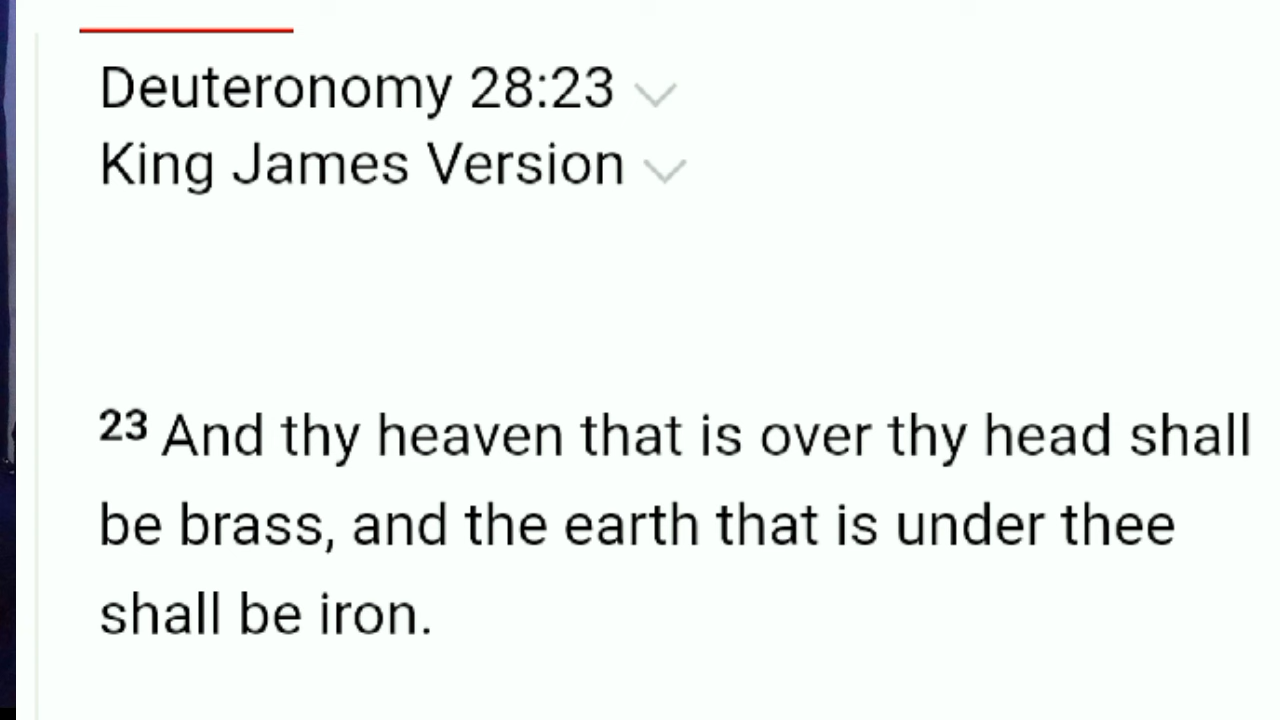 Deuteronomy 28:23
King James Version
23 And thy heaven that is over thy head shall
be brass, and the earth that is under thee
shall be iron.